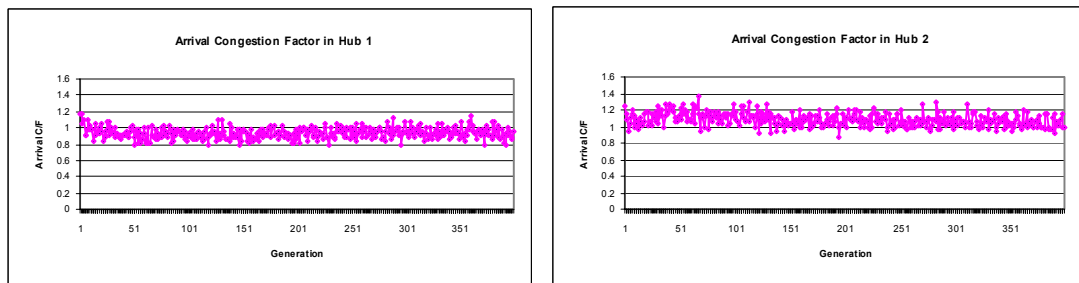 Arrival Congestion Factor in Hub 1
1.6
1.4
1.2
1
0.8
0.6
0.4
0.2
0
Arrival C/F
1 51 101 151 201 251 301 351
Generation
Arrival Congestion Factor in Hub 2
1.6
1.4
1.2
1
0.8
0.6
0.4
0.2
0
Arrival C/F
1 51 101 151 201 251 301 351
Generation